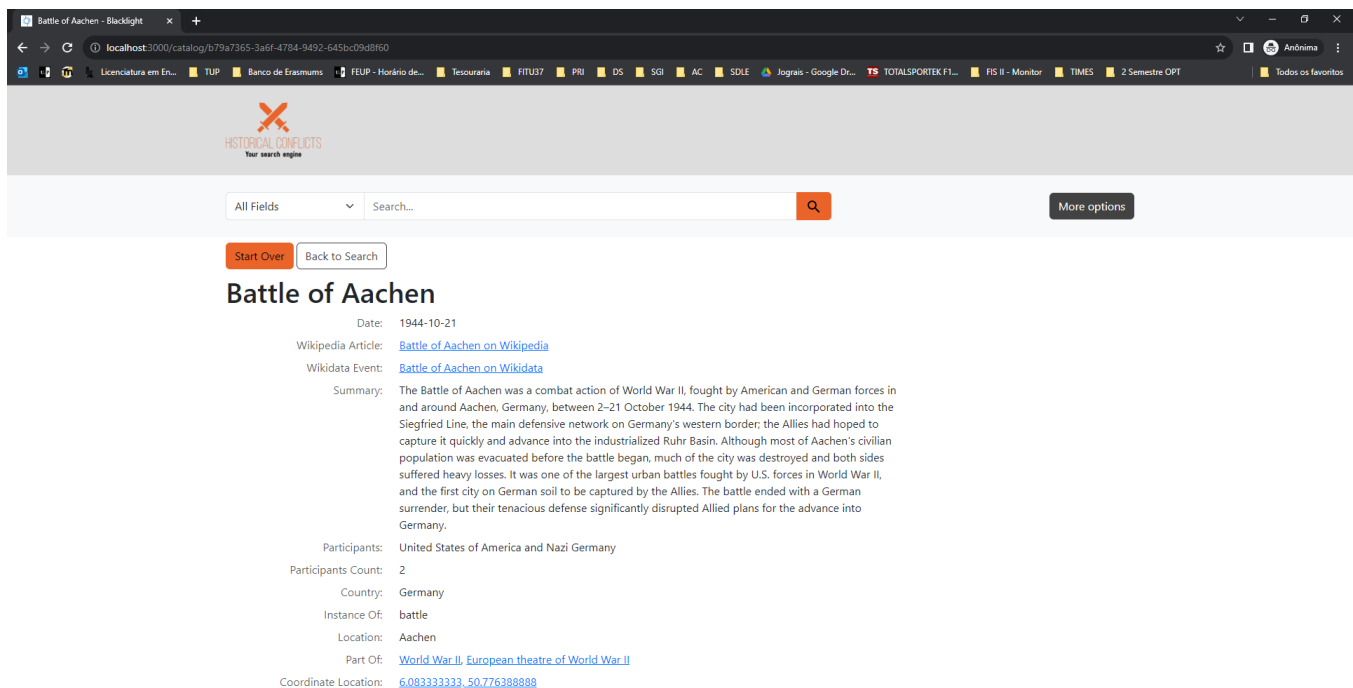 Battle of Aachen - Blacklight
localhost:3000/catalog/b79a7365-3a6f-4784-9492-645bc09d8f60
Anónima
Licenciatura em En...
TUP
Banco de Erasmums
FEUP - Horário de...
Tesouraria
FITU37
PRI
DS
SGI
AC
SDLE
Jograis - Google Dr...
TS TOTALSPORTEK F1...
FIS II - Monitor
TIMES
2 Semestre OPT
Todos os favoritos
HISTORICAL CONFLICTS
Your search engine
All Fields
Search...
More options
Start Over
Back to Search
Battle of Aachen
Date: 1944-10-21
Wikipedia Article: Battle of Aachen on Wikipedia
Wikidata Event: Battle of Aachen on Wikidata
Summary: The Battle of Aachen was a combat action of World War II, fought by American and German forces in
and around Aachen, Germany, between 2–21 October 1944. The city had been incorporated into the
Siegfried Line, the main defensive network on Germany's western border; the Allies had hoped to
capture it quickly and advance into the industrialized Ruhr Basin. Although most of Aachen's civilian
population was evacuated before the battle began, much of the city was destroyed and both sides
suffered heavy losses. It was one of the largest urban battles fought by U.S. forces in World War II,
and the first city on German soil to be captured by the Allies. The battle ended with a German
surrender, but their tenacious defense significantly disrupted Allied plans for the advance into
Germany.
Participants: United States of America and Nazi Germany
Participants Count: 2
Country: Germany
Instance Of: battle
Location: Aachen
Part Of: World War II, European theatre of World War II
Coordinate Location: 6.083333333, 50.776388888